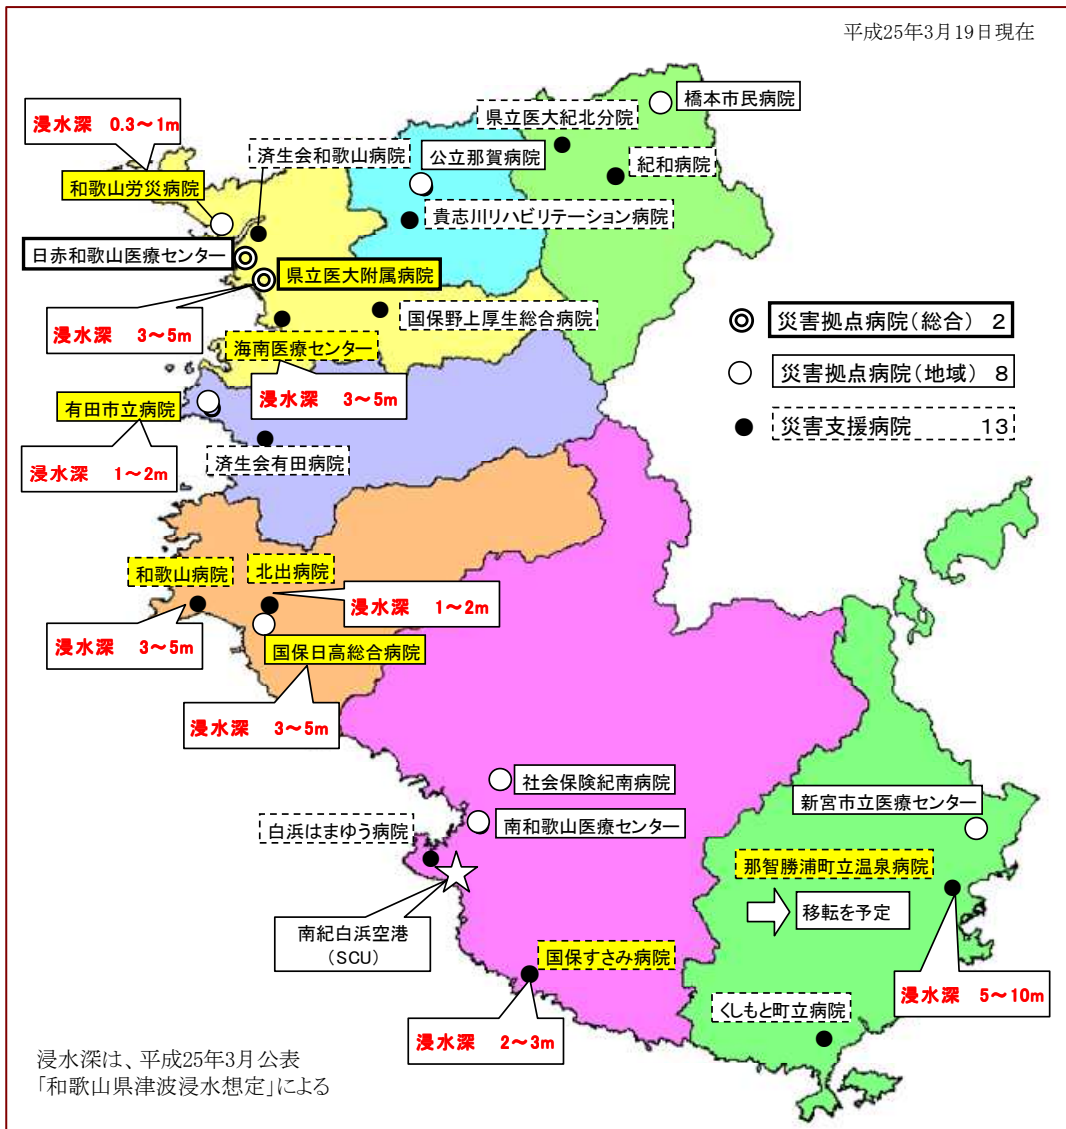 平成25年3月19日現在
橋本市民病院
県立医大紀北分院
浸水深 0.3～1m
済生会和歌山病院
公立那賀病院
紀和病院
和歌山労災病院
貴志川リハビリテーション病院
日赤和歌山医療センター
県立医大附属病院
国保野上厚生総合病院
浸水深 3～5m
海南医療センター
浸水深 3～5m
災害拠点病院(総合) 2
災害拠点病院(地域) 8
災害支援病院 13
有田市立病院
浸水深 1～2m
済生会有田病院
和歌山病院
北出病院
浸水深 1～2m
浸水深 3～5m
国保日高総合病院
浸水深 3～5m
社会保険紀南病院
新宮市立医療センター
南和歌山医療センター
白浜はまゆう病院
那智勝浦町立温泉病院
移転を予定
南紀白浜空港
(SCU)
国保すさみ病院
浸水深 5～10m
くしもと町立病院
浸水深 2～3m
浸水深は、平成25年3月公表
「和歌山県津波浸水想定」による